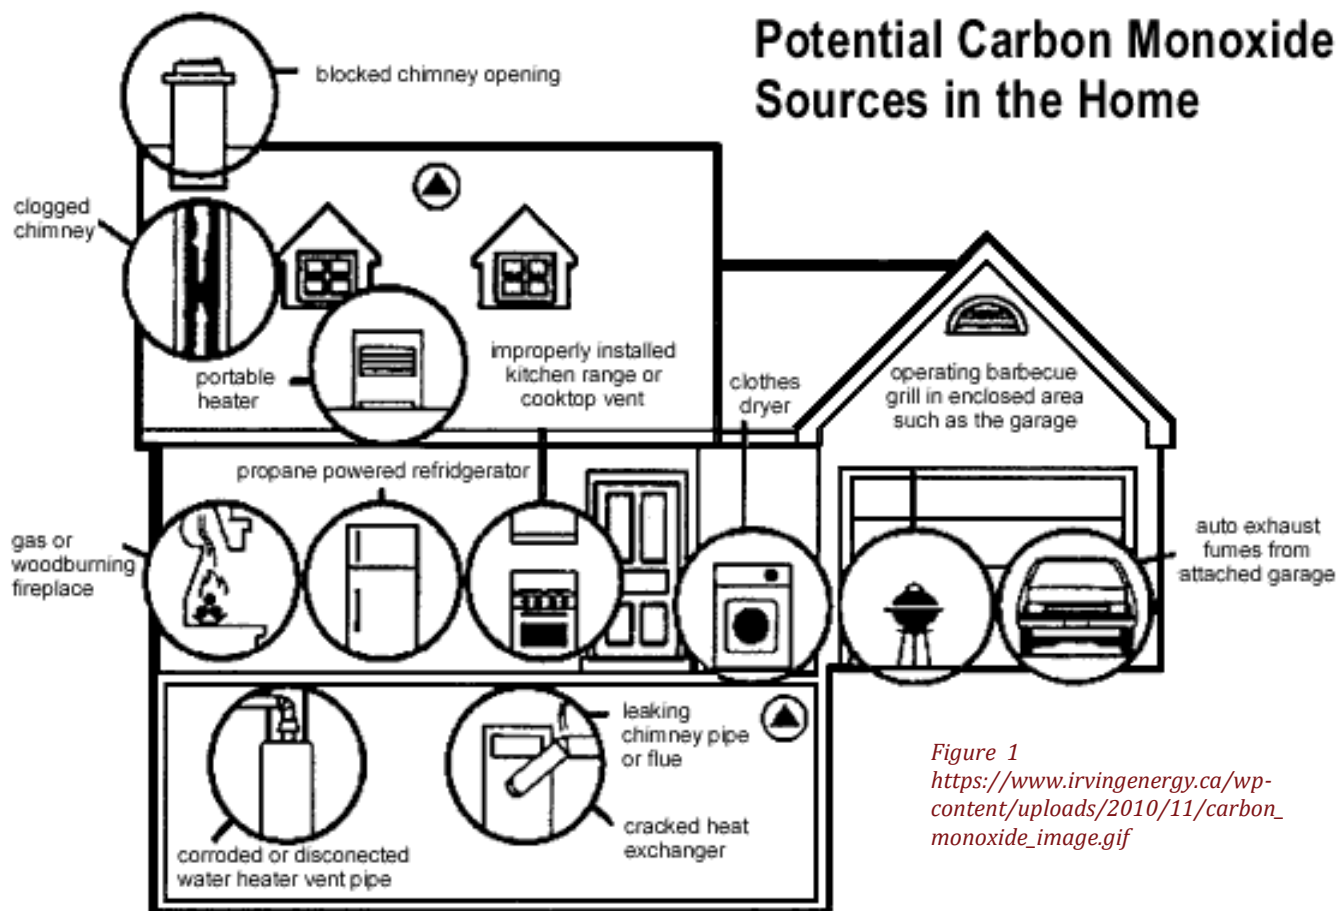 Potential Carbon Monoxide
Sources in the Home
blocked chimney opening
clogged
chimney
portable
heater
improperly installed
kitchen range or
cooktop vent
clothes
dryer
operating barbecue
grill in enclosed area
such as the garage
propane powered refridgerator
gas or
woodburning
fireplace
auto exhaust
fumes from
attached garage
leaking
chimney pipe
or flue
cracked heat
exchanger
corroded or disconected
water heater vent pipe
Figure 1
https://www.irvingenergy.ca/wp-
content/uploads/2010/11/carbon_
monoxide_image.gif